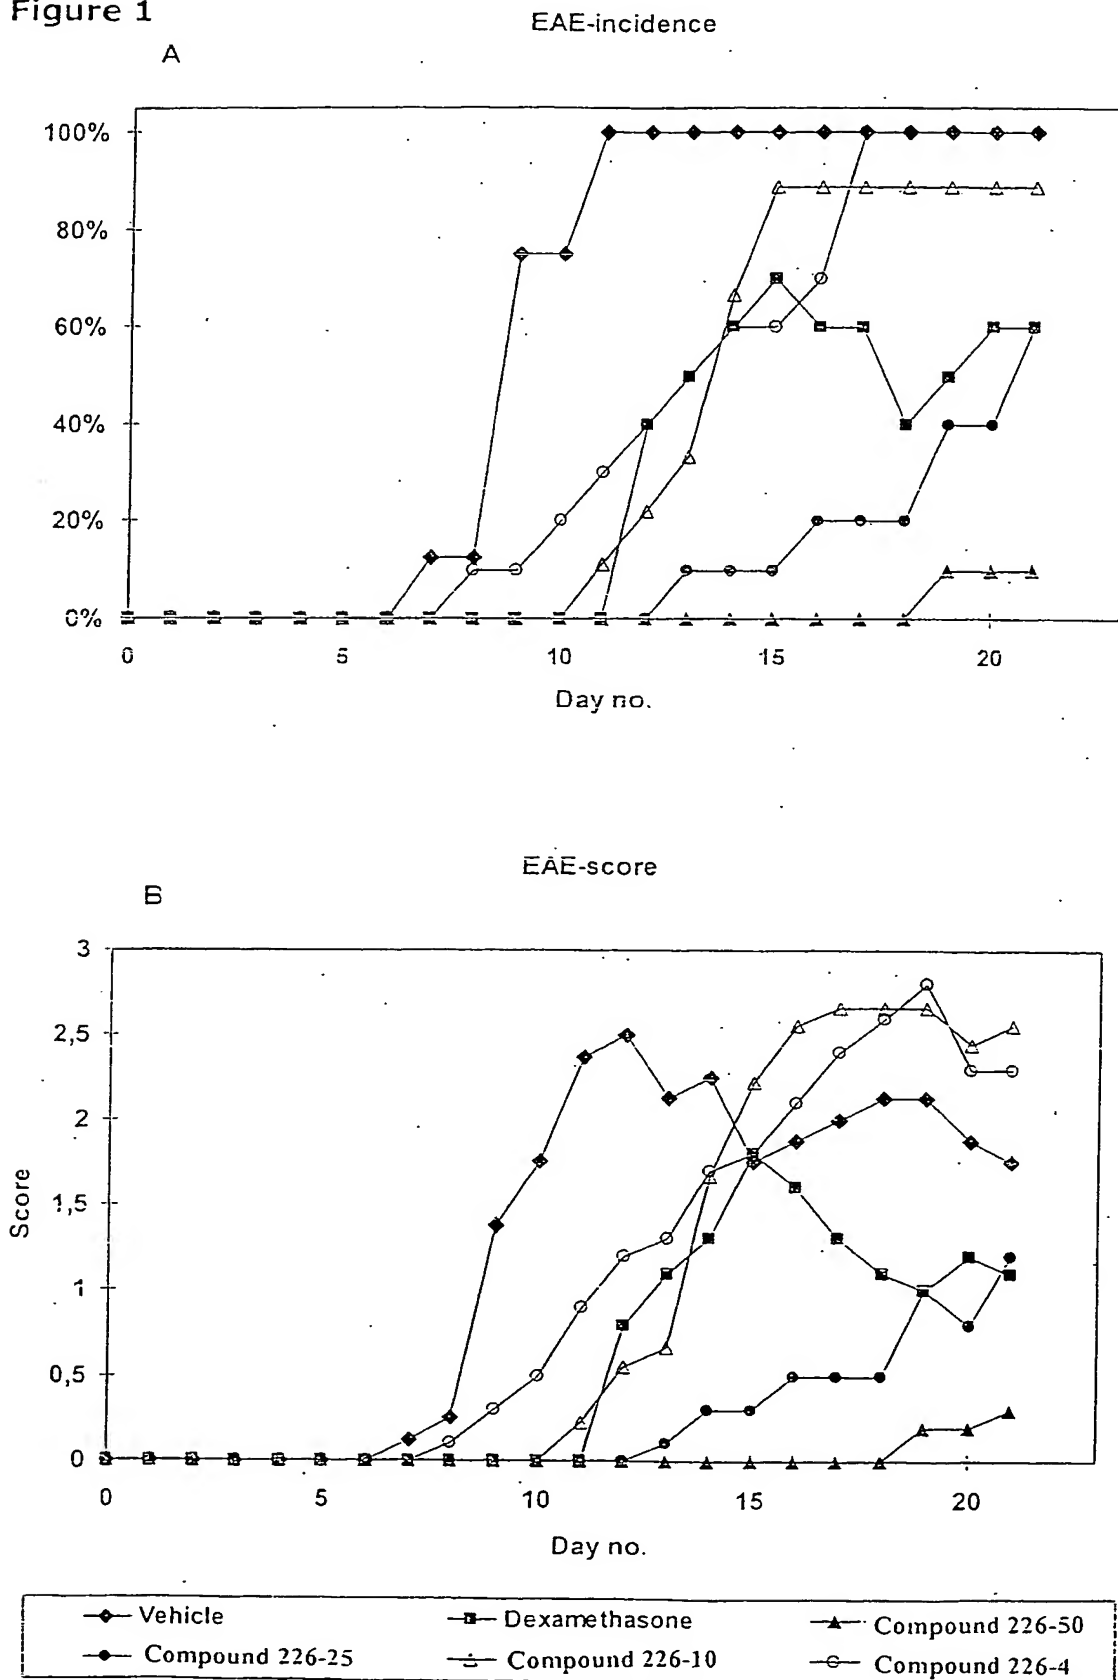 Figure 1
EAE-incidence
A
100%
80%
60%
40%
20%
0%
0 5 10 15 20
Day no.
EAE-score
B
3
2,5
2
1,5
1
0,5
0
Score
0 5 10 15 20
Day no.
Vehicle Dexamethasone Compound 226-50
Compound 226-25 Compound 226-10 Compound 226-4